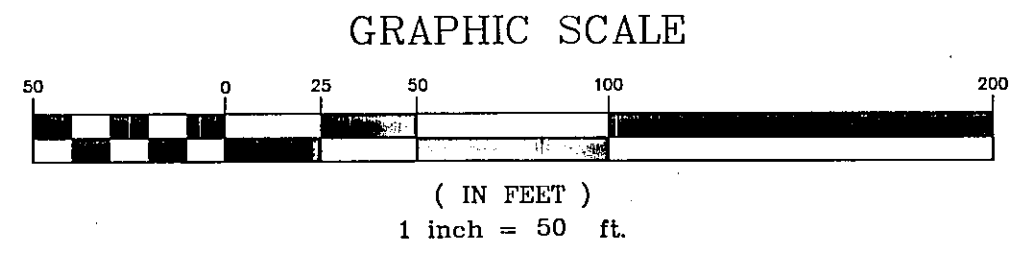 GRAPHIC SCALE
50 0 25 50 100 200
( IN FEET )
1 inch = 50 ft.